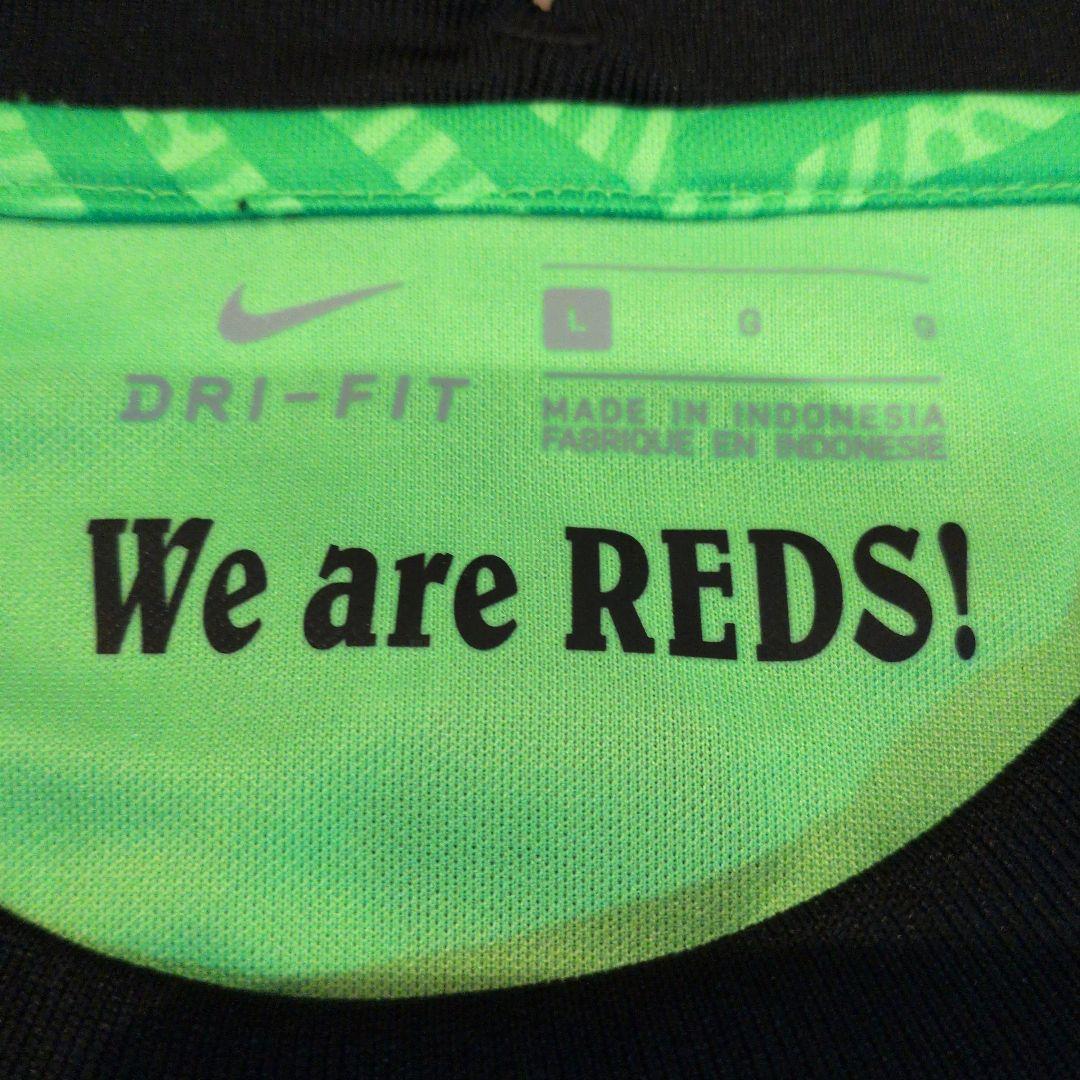 L G G
DRI-FIT
MADE IN INDONESIA
FABRIQUE EN INDONESIE
We are REDS!